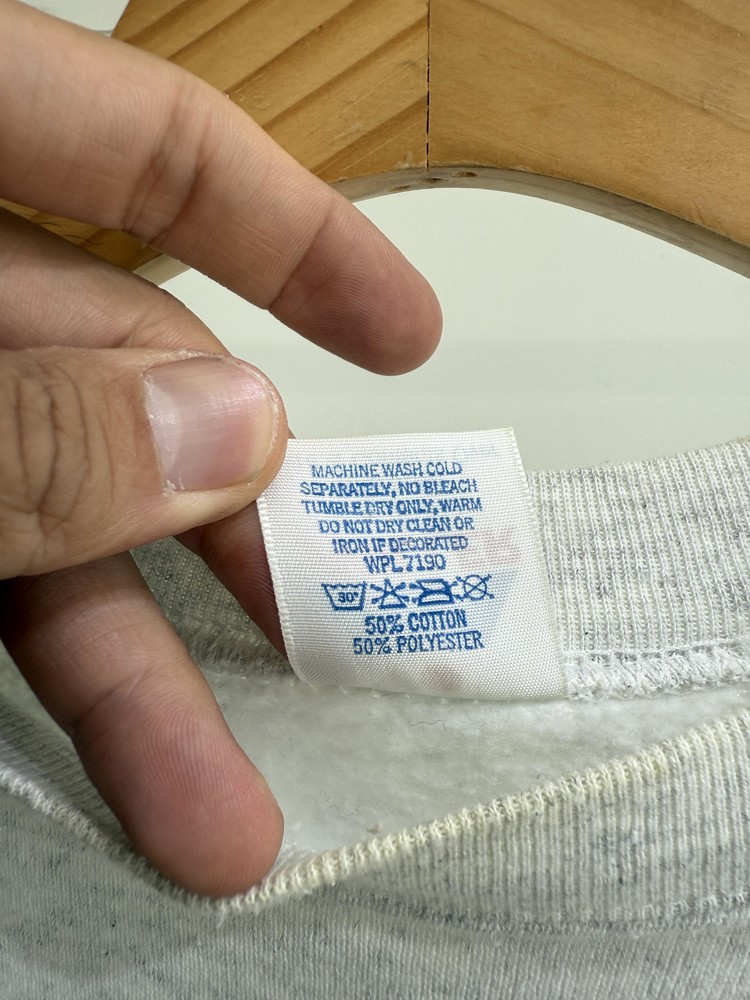 MACHINE WASH COLD
SEPARATELY, NO BLEACH
TUMBLE DRY ONLY, WARM
DO NOT DRY CLEAN OR
IRON IF DECORATED
WPL 7190
30°
50% COTTON
50% POLYESTER